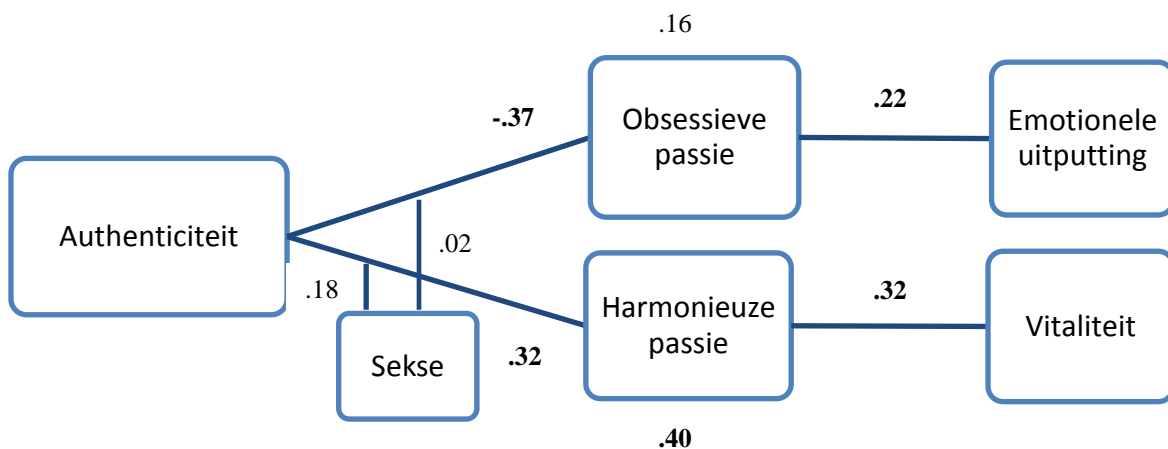 .16
-.37
Obsessieve
passie
.22
Emotionele
uitputting
Authenticiteit
.02
.18
Sekse
.32
Harmonieuze
passie
.32
Vitaliteit
.40